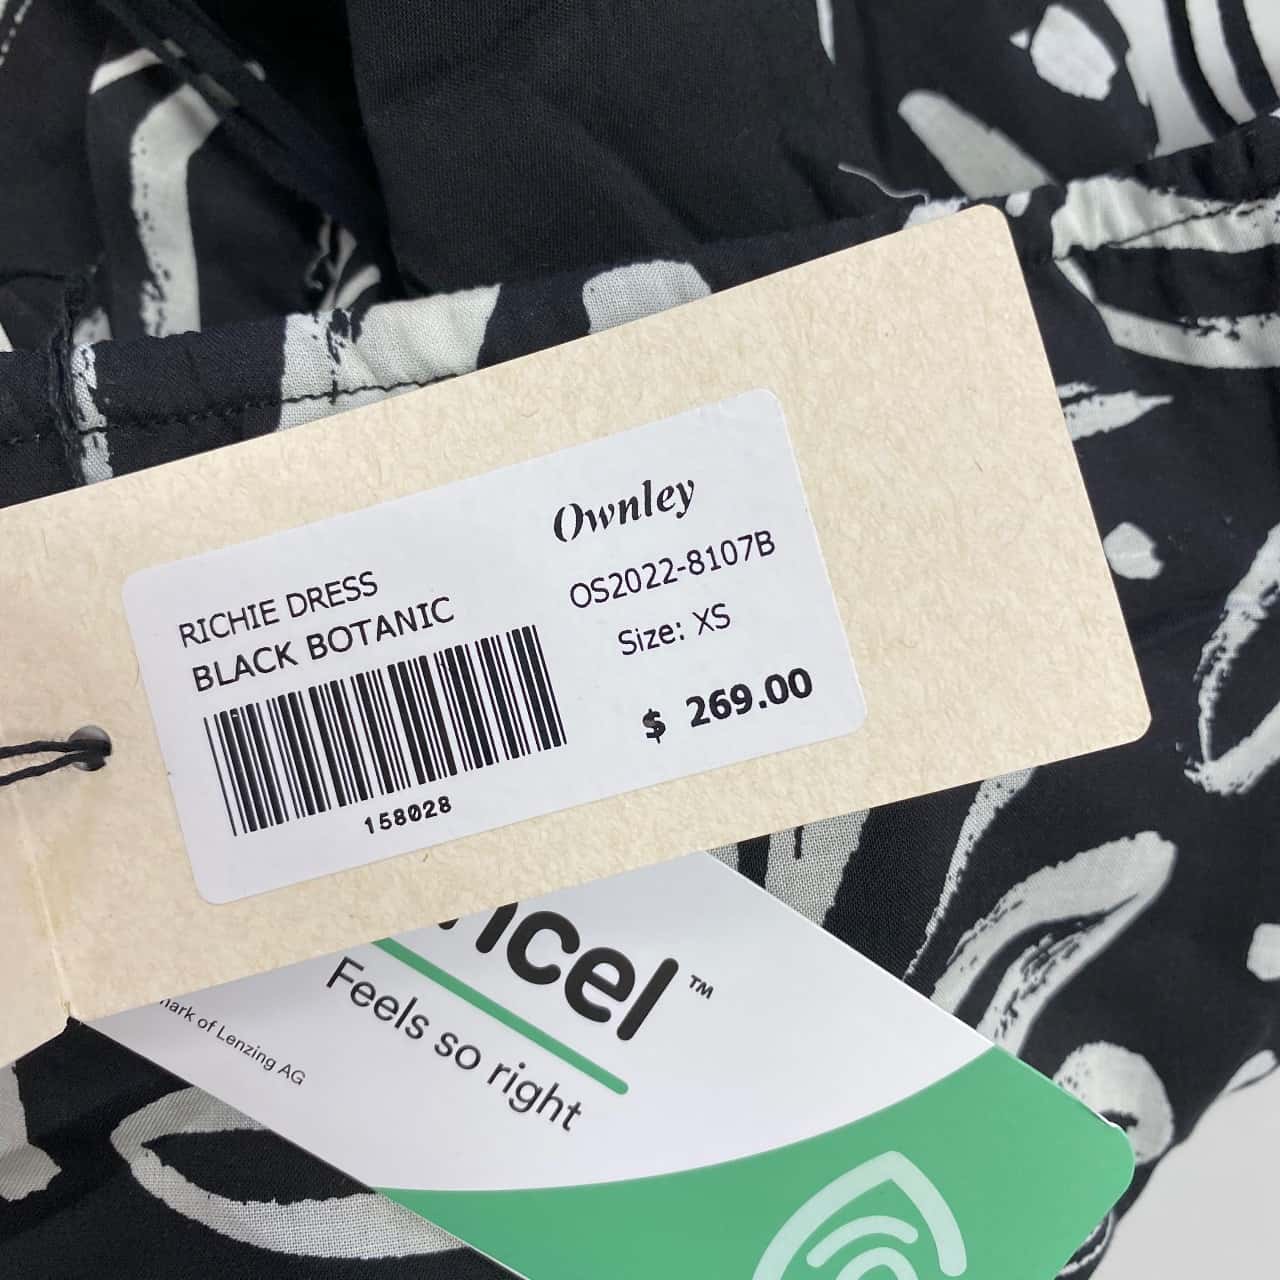 Ownley
RICHIE DRESS
BLACK BOTANIC
OS2022-8107B
Size: XS
$ 269.00
158028
ncel™
Feels so right
mark of Lenzing AG